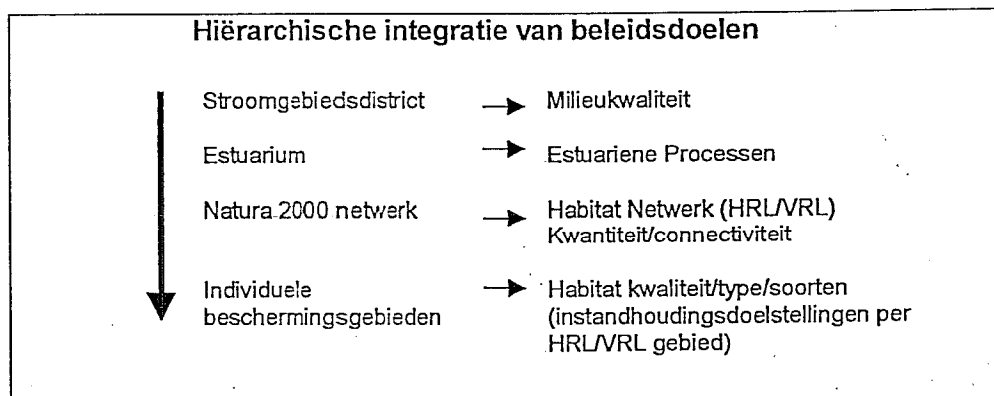 Hiërarchische integratie van beleidsdoelen
Stroomgebiedsdistrict
Milieukwaliteit
Estuarium
Estuariene Processen
Natura 2000 netwerk
Habitat Netwerk (HRL/VRL)
Kwantiteit/connectiviteit
Individuele
beschermingsgebieden
Habitat kwaliteit/type/soorten
(instandhoudingsdoelstellingen per
HRL/VRL gebied)